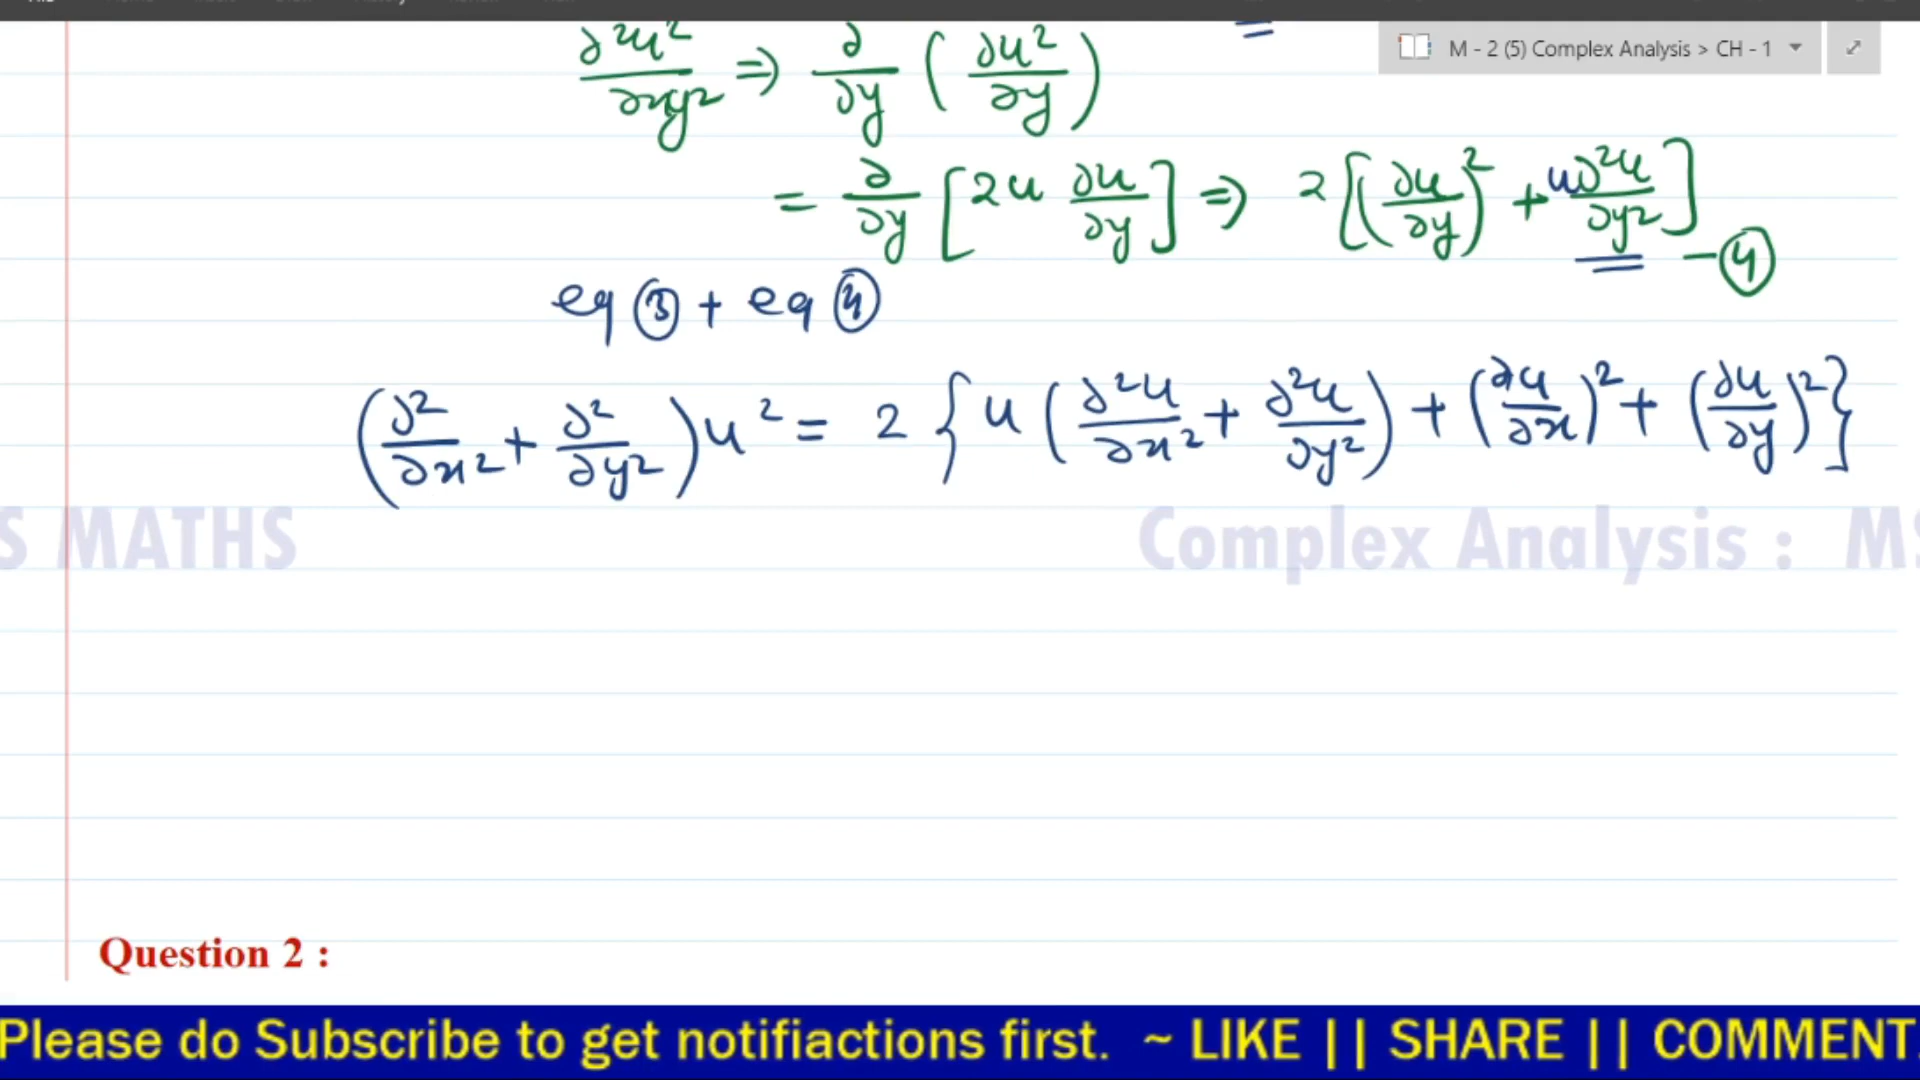 M - 2 (5) Complex Analysis > CH - 1
∂²u²/∂xy² ⇒ ∂/∂y (∂u²/∂y)
= ∂/∂y [2u ∂u/∂y] ⇒ 2[(∂u/∂y)² + u∂²u/∂y²] - ④
eq ③ + eq ④
(∂²/∂x² + ∂²/∂y²)u² = 2 {u (∂²u/∂x² + ∂²u/∂y²) + (∂u/∂x)² + (∂u/∂y)²}
S MATHS Complex Analysis : MS
Question 2 :
Please do Subscribe to get notifiactions first. ~ LIKE || SHARE || COMMENT.